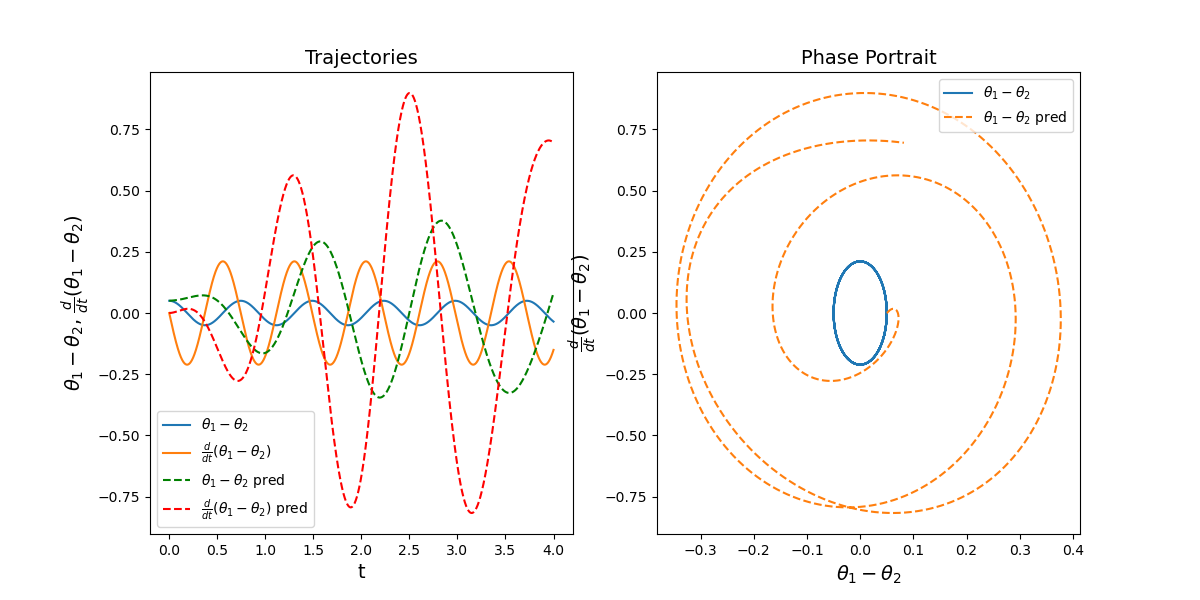 Trajectories
θ₁ − θ₂, d/dt(θ₁ − θ₂)
0.75
0.50
0.25
0.00
−0.25
−0.50
−0.75
θ₁ − θ₂
d/dt(θ₁ − θ₂)
θ₁ − θ₂ pred
d/dt(θ₁ − θ₂) pred
0.0 0.5 1.0 1.5 2.0 2.5 3.0 3.5 4.0
t
Phase Portrait
d/dt(θ₁ − θ₂)
0.75
0.50
0.25
0.00
−0.25
−0.50
−0.75
θ₁ − θ₂
θ₁ − θ₂ pred
−0.3 −0.2 −0.1 0.0 0.1 0.2 0.3 0.4
θ₁ − θ₂